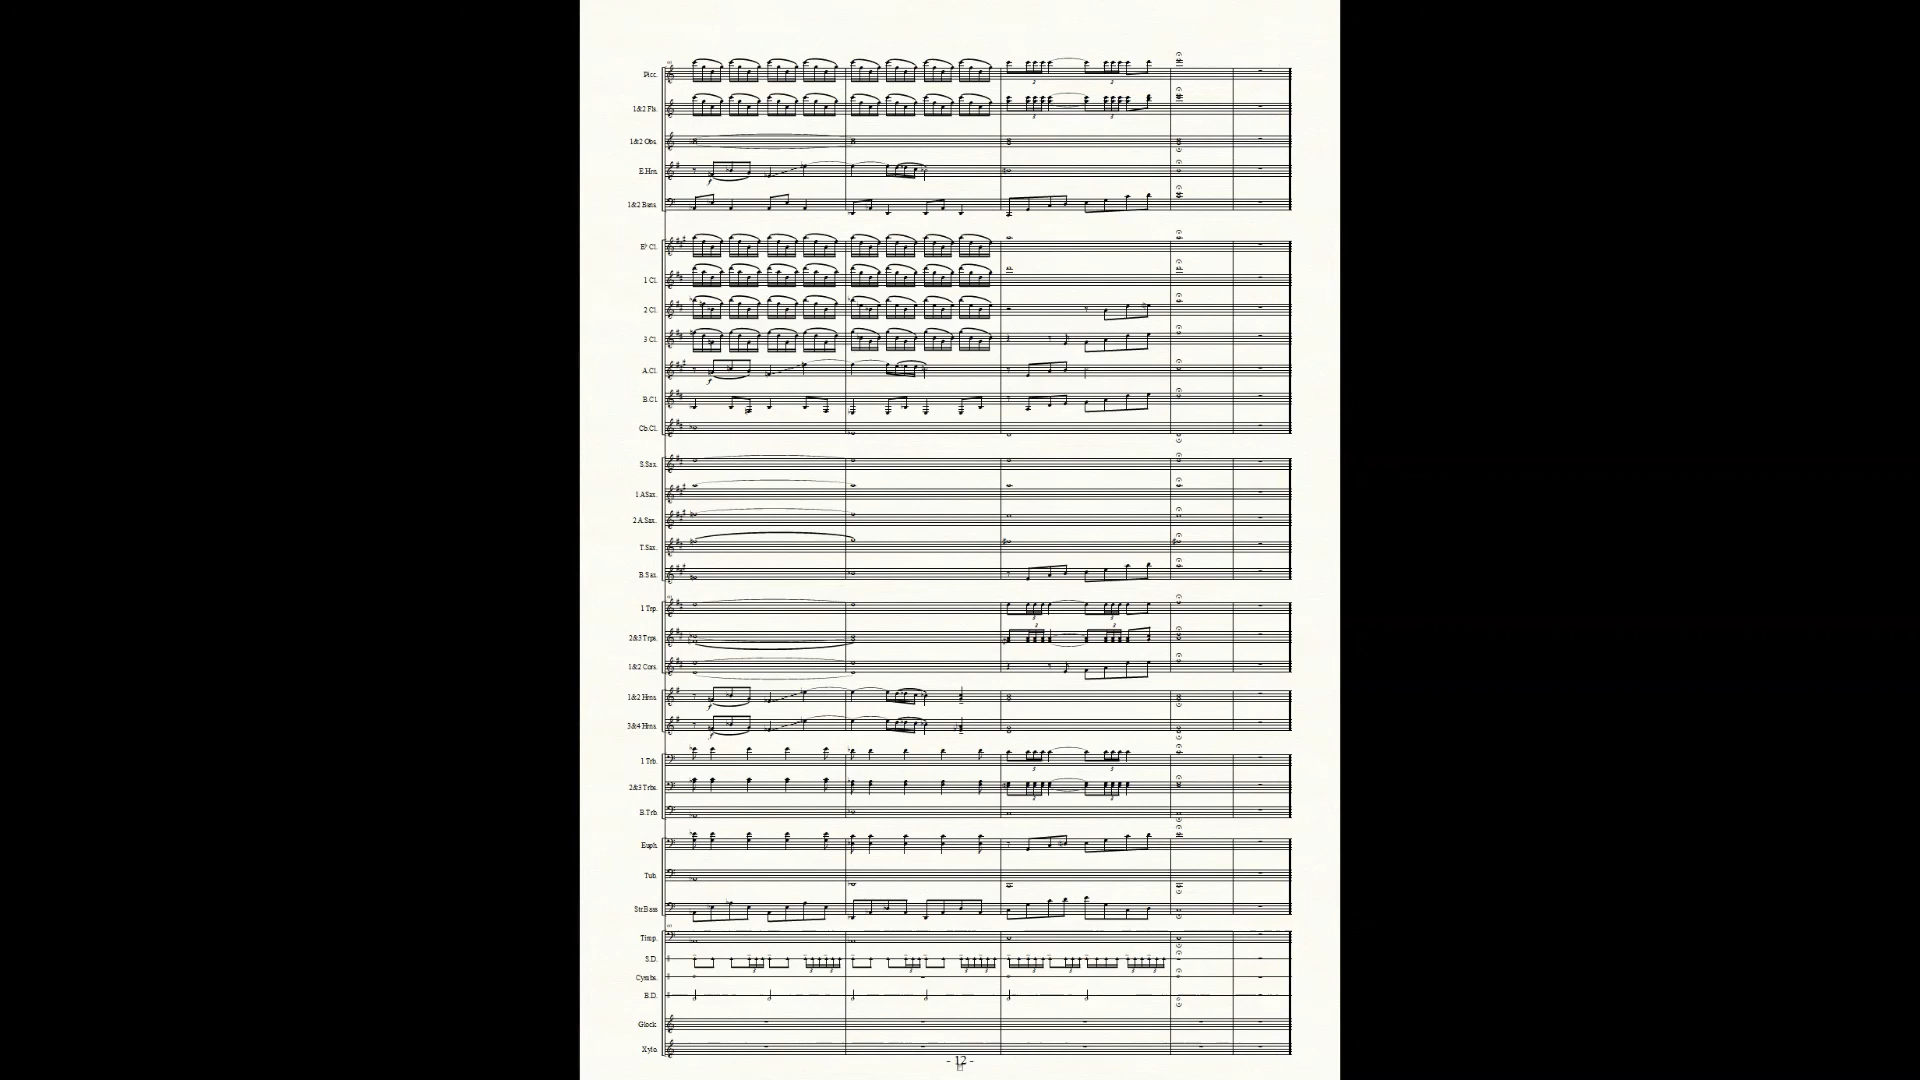 Picc.
1&2 Fls.
1&2 Obs.
E.Hrn.
1&2 Bsns.
E♭ Cl.
1 Cl.
2 Cl.
3 Cl.
A.Cl.
B.Cl.
Cb.Cl.
S.Sax.
1 A.Sax.
2.A.Sax.
T.Sax.
B.Sax.
1 Trp.
2&3 Trps.
1&2 Cors.
1&2 Hrns.
3&4 Hrns.
1 Trb.
2&3 Trbs.
B.Trb.
Euph.
Tub.
Str.Bass
Timp.
S.D.
Cymbs.
B.D.
Glock.
Xylo.
- 12 -